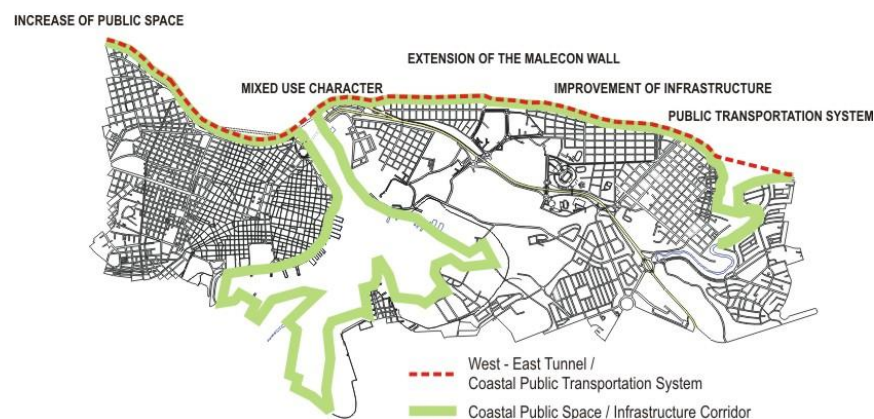 INCREASE OF PUBLIC SPACE
EXTENSION OF THE MALECON WALL
MIXED USE CHARACTER
IMPROVEMENT OF INFRASTRUCTURE
PUBLIC TRANSPORTATION SYSTEM
West - East Tunnel /
Coastal Public Transportation System
Coastal Public Space / Infrastructure Corridor